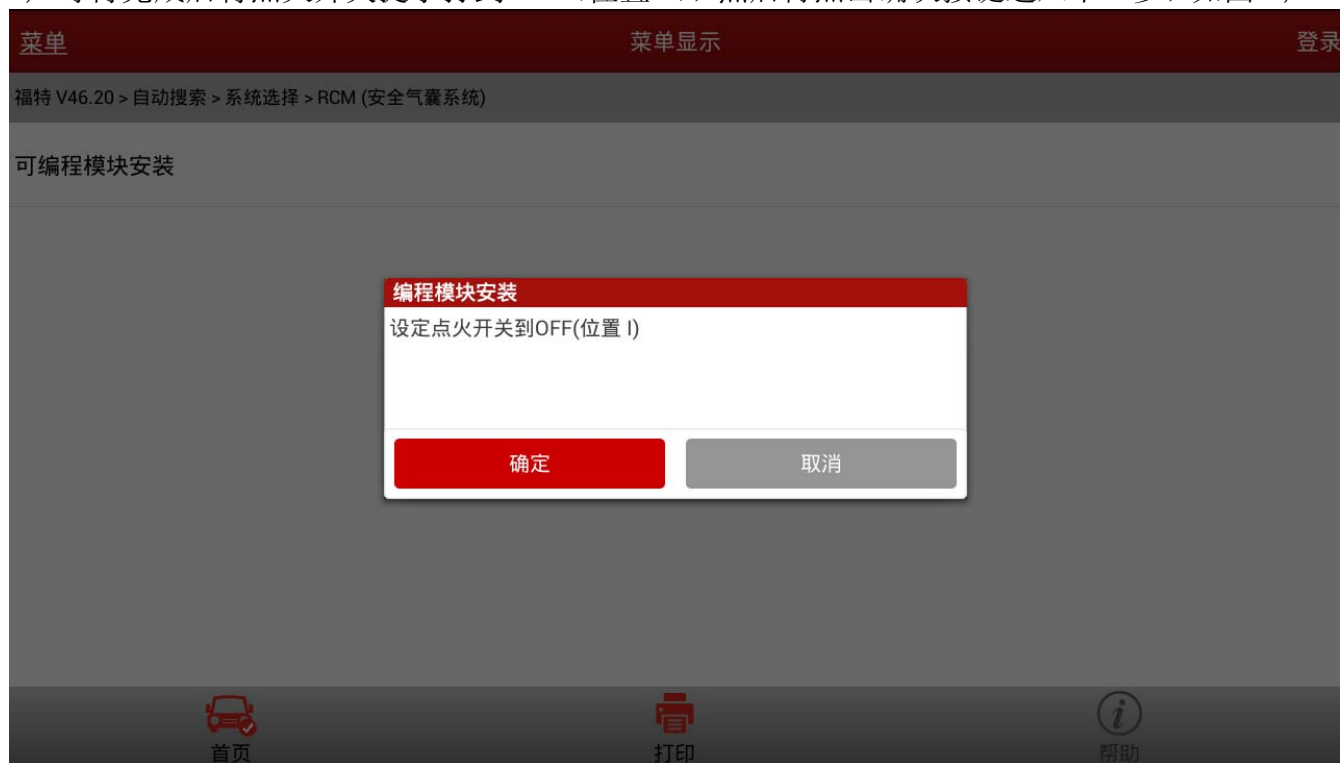 菜单
菜单显示
登录
福特 V46.20 > 自动搜索 > 系统选择 > RCM (安全气囊系统)
可编程模块安装
编程模块安装
设定点火开关到OFF(位置 I)
确定
取消
首页
打印
帮助